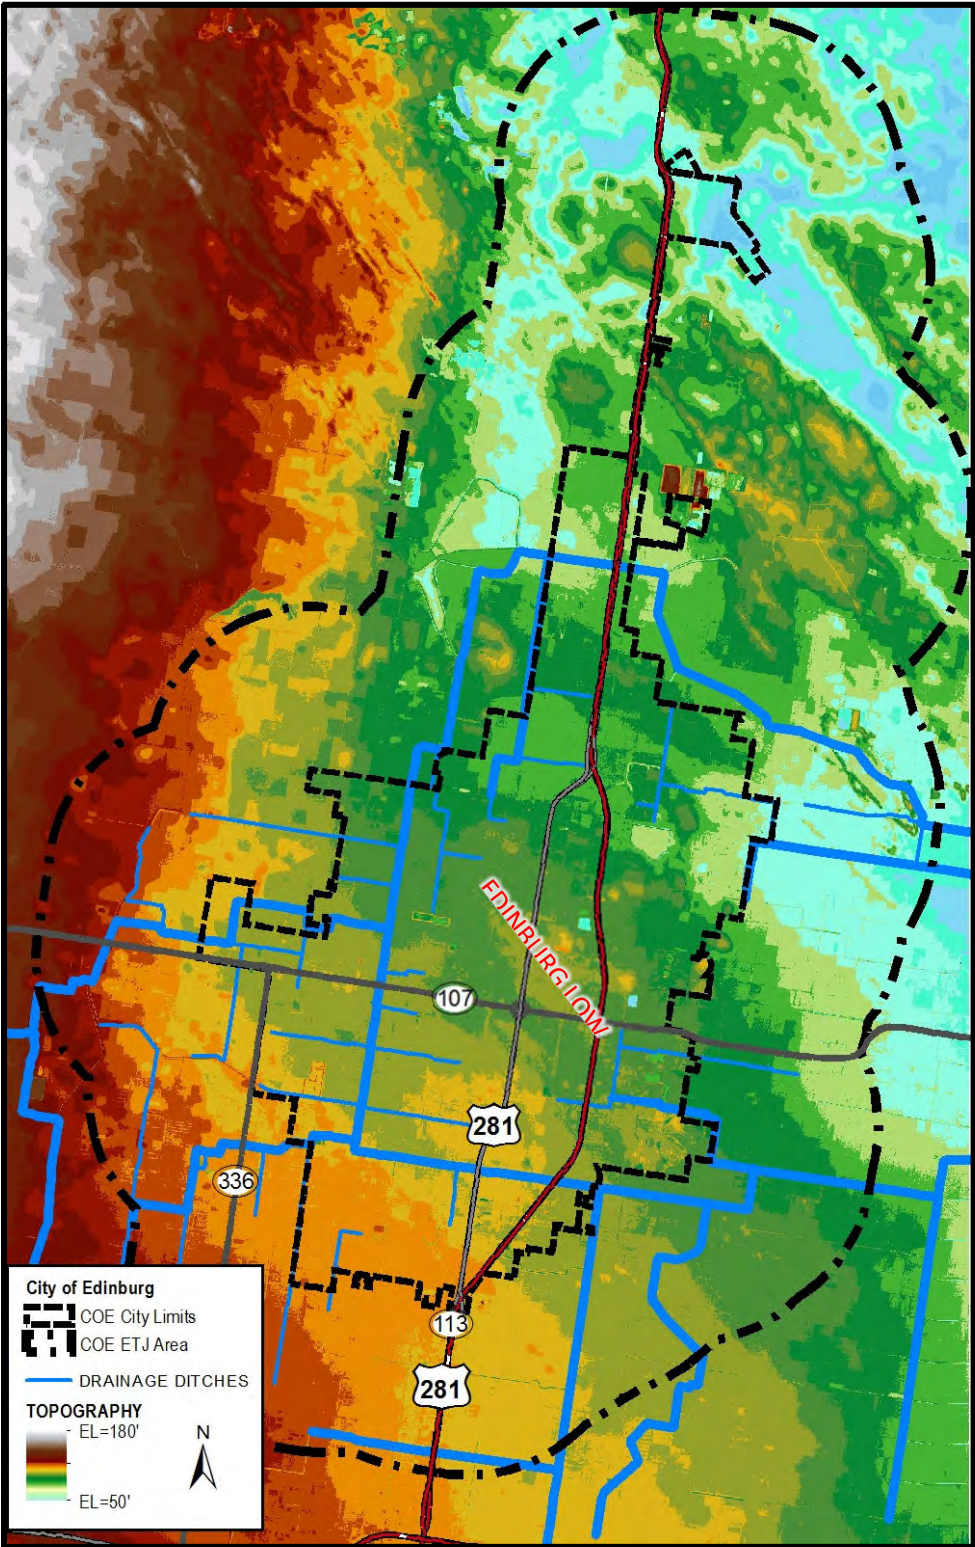 EDINBURG LOW
107
281
336
113
281
City of Edinburg
COE City Limits
COE ETJ Area
DRAINAGE DITCHES
TOPOGRAPHY
EL=180'
N
EL=50'